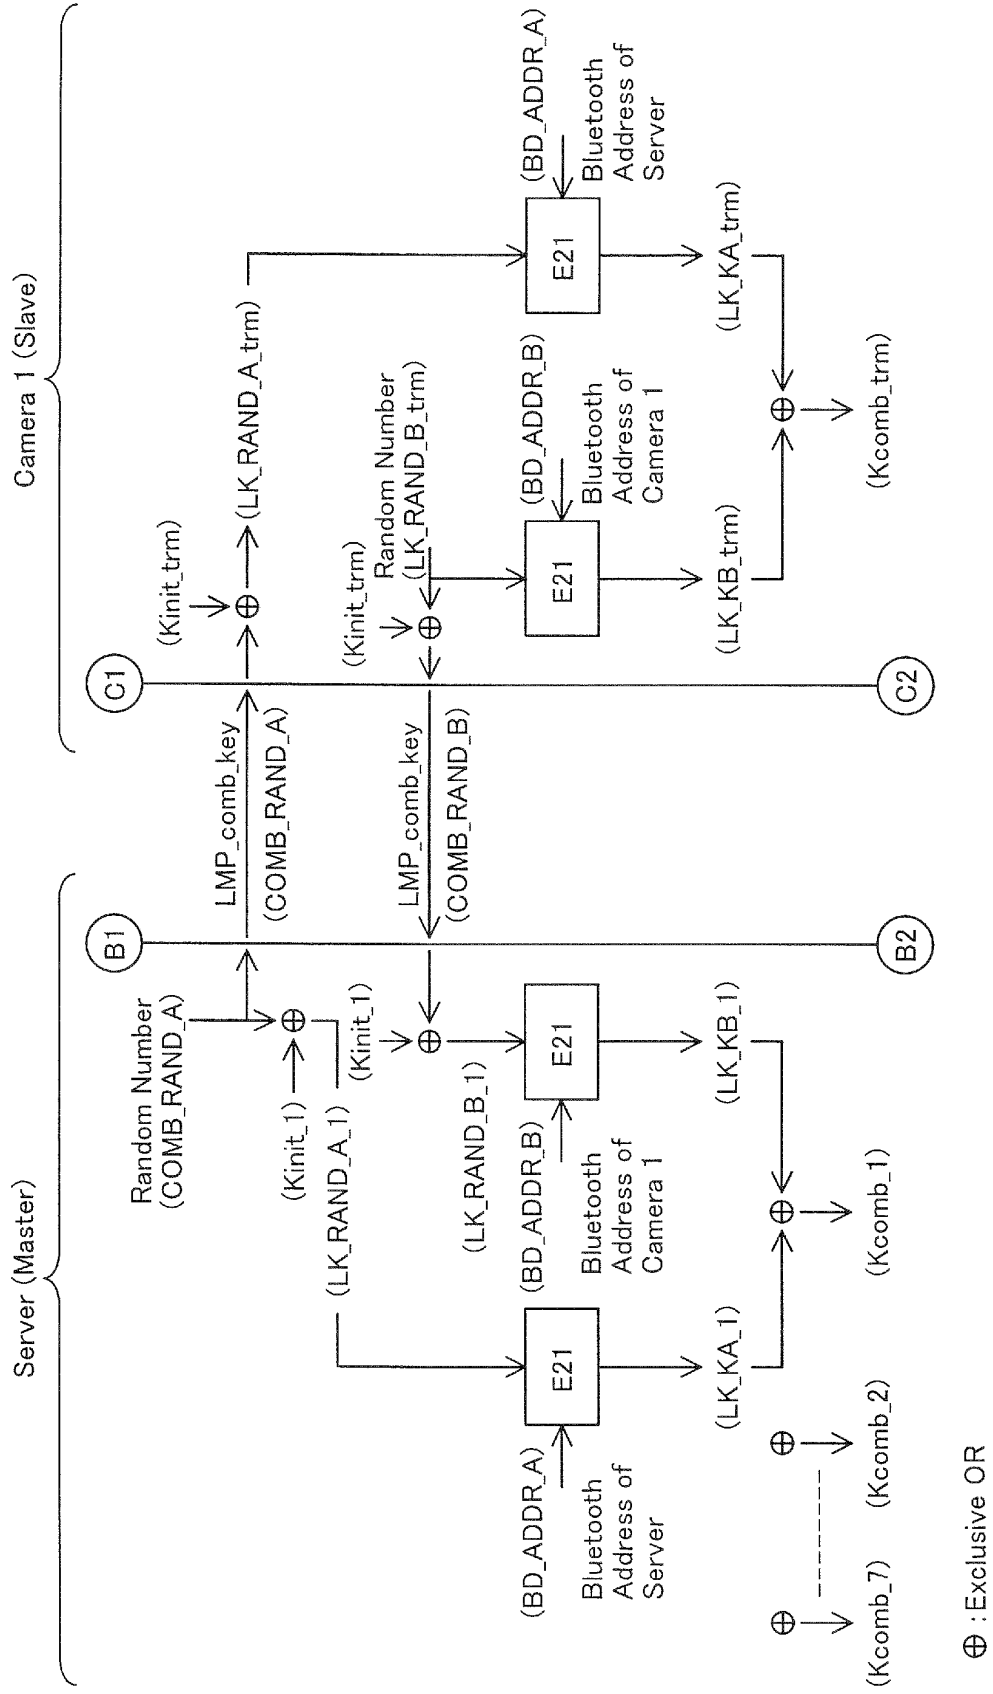 Server (Master)
Camera 1 (Slave)
B1
C1
Random Number
(COMB_RAND_A)
LMP_comb_key
(COMB_RAND_A)
(Kinit_trm)
(LK_RAND_A_trm)
(Kinit_1)
(LK_RAND_A_1)
(Kinit_1)
LMP_comb_key
(COMB_RAND_B)
(Kinit_trm)
Random Number
(LK_RAND_B_trm)
(LK_RAND_B_1)
(BD_ADDR_A)
E21
Bluetooth
Address of
Server
(BD_ADDR_B)
E21
Bluetooth
Address of
Camera 1
E21
(BD_ADDR_B)
Bluetooth
Address of
Camera 1
E21
(BD_ADDR_A)
Bluetooth
Address of
Server
(LK_KA_1)
(LK_KB_1)
(LK_KB_trm)
(LK_KA_trm)
(Kcomb_7)
(Kcomb_2)
(Kcomb_1)
B2
C2
(Kcomb_trm)
⊕ : Exclusive OR